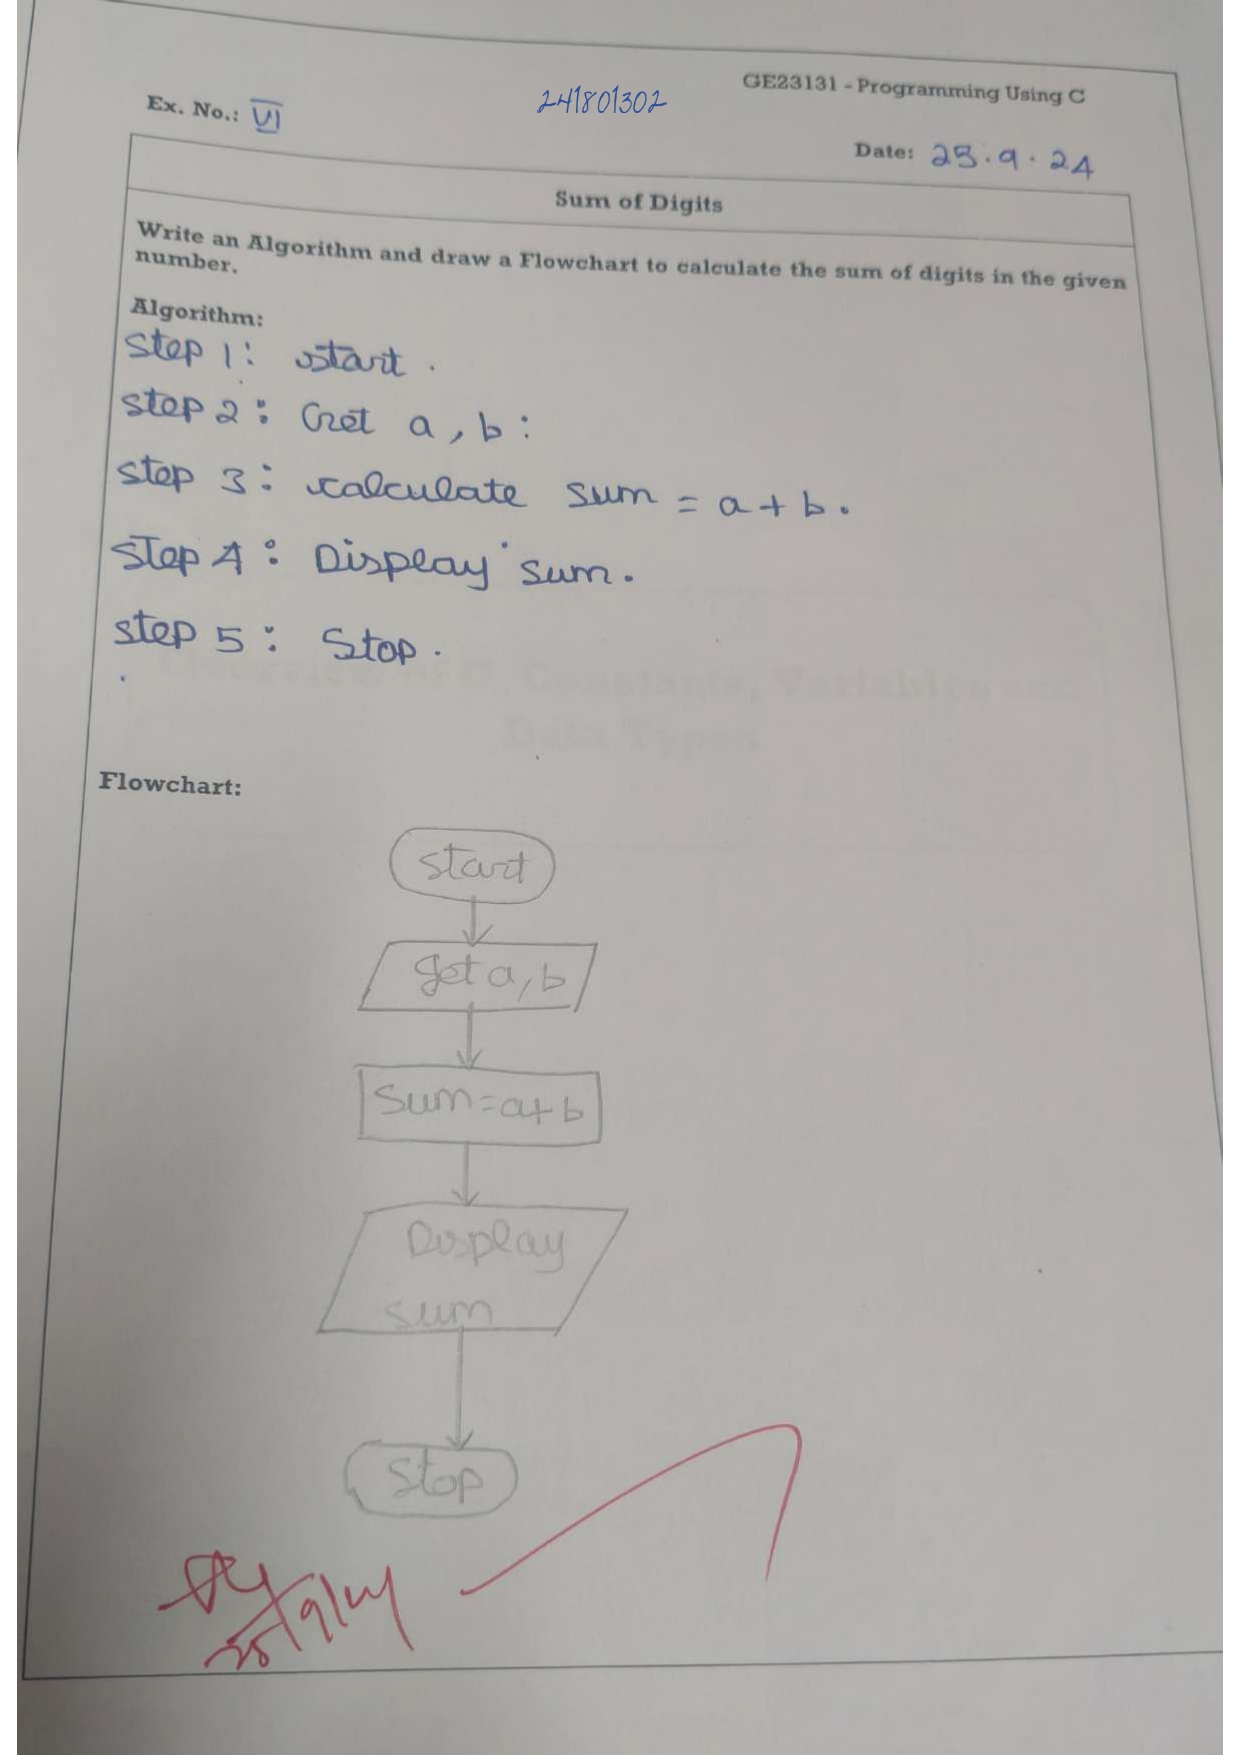 GE23131 - Programming Using C
Ex. No.: VI
241801302
Date: 23.9.24
Sum of Digits
Write an Algorithm and draw a Flowchart to calculate the sum of digits in the given
number.
Algorithm:
Step 1: start.
step 2: Get a, b:
step 3: calculate sum = a + b.
Step 4: Display sum.
step 5: Stop.
Flowchart:
start
get a, b
Sum=a+b
Display
sum
Stop